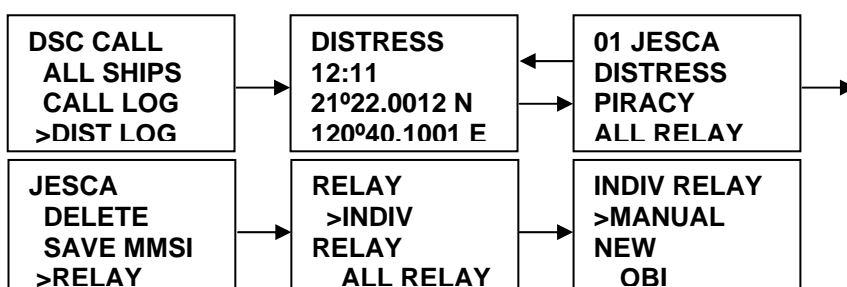 DSC CALL
ALL SHIPS
CALL LOG
>DIST LOG
DISTRESS
12:11
21º22.0012 N
120º40.1001 E
01 JESCA
DISTRESS
PIRACY
ALL RELAY
JESCA
DELETE
SAVE MMSI
>RELAY
RELAY
>INDIV
RELAY
ALL RELAY
INDIV RELAY
>MANUAL
NEW
OBI